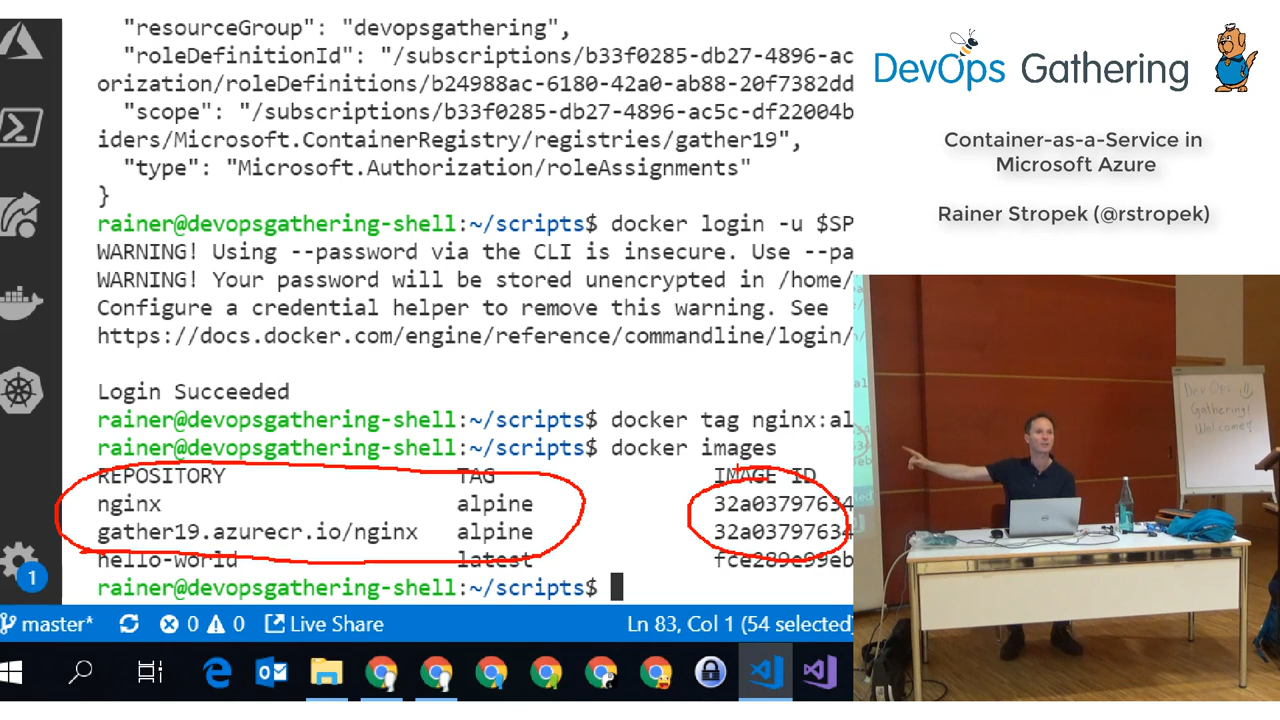 "resourceGroup": "devopsgathering",
"roleDefinitionId": "/subscriptions/b33f0285-db27-4896-ac
orization/roleDefinitions/b24988ac-6180-42a0-ab88-20f7382dd
"scope": "/subscriptions/b33f0285-db27-4896-ac5c-df22004b
iders/Microsoft.ContainerRegistry/registries/gather19",
"type": "Microsoft.Authorization/roleAssignments"
}
rainer@devopsgathering-shell:~/scripts$ docker login -u $SP
WARNING! Using --password via the CLI is insecure. Use --pa
WARNING! Your password will be stored unencrypted in /home/
Configure a credential helper to remove this warning. See
https://docs.docker.com/engine/reference/commandline/login/
Login Succeeded
rainer@devopsgathering-shell:~/scripts$ docker tag nginx:al
rainer@devopsgathering-shell:~/scripts$ docker images
REPOSITORY TAG IMAGE ID
nginx alpine 32a03797634
gather19.azurecr.io/nginx alpine 32a03797634
hello-world latest fce289e99eb
rainer@devopsgathering-shell:~/scripts$
1
master* 0 0 Live Share Ln 83, Col 1 (54 selected)
DevOps Gathering
Container-as-a-Service in
Microsoft Azure
Rainer Stropek (@rstropek)
Dev Ops
Gathering!
Welcome!